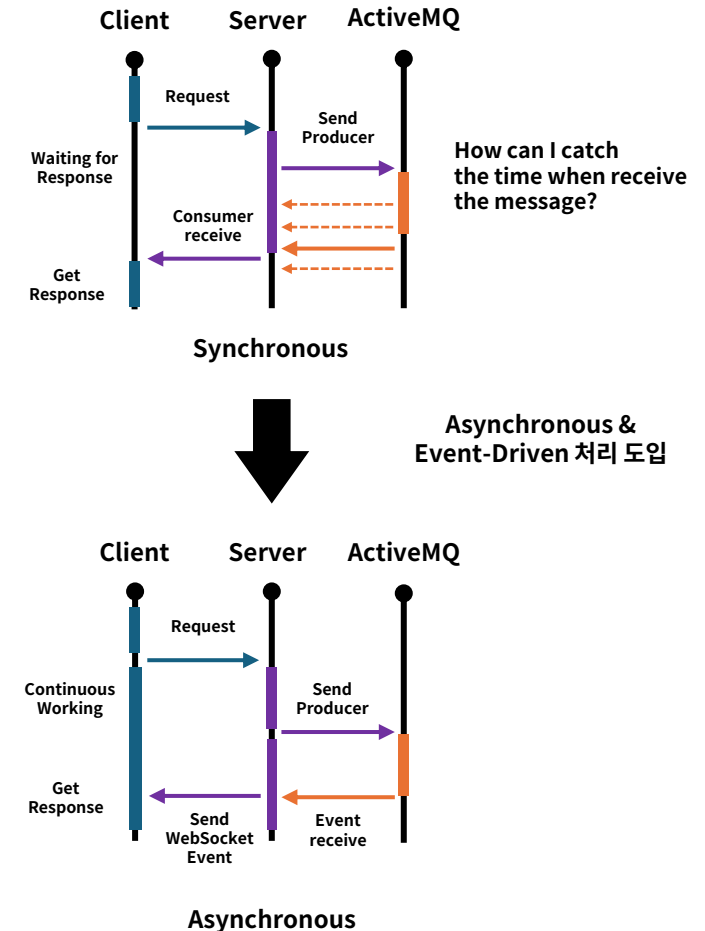 Client
Server
ActiveMQ
Request
Send
Producer
Waiting for
Response
How can I catch
the time when receive
the message?
Consumer
receive
Get
Response
Synchronous
Asynchronous &
Event-Driven 처리 도입
Client
Server
ActiveMQ
Request
Continuous
Working
Send
Producer
Get
Response
Send
WebSocket
Event
Event
receive
Asynchronous